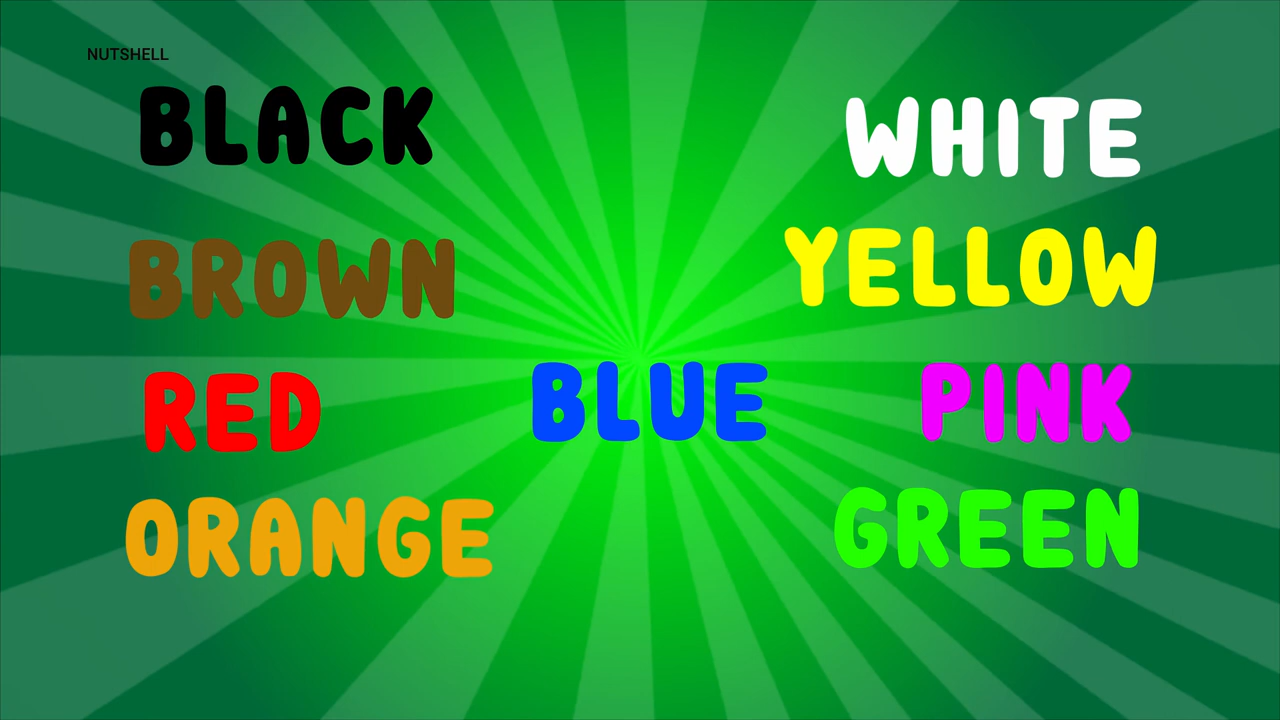 NUTSHELL
BLACK WHITE
BROWN YELLOW
RED BLUE PINK
ORANGE GREEN